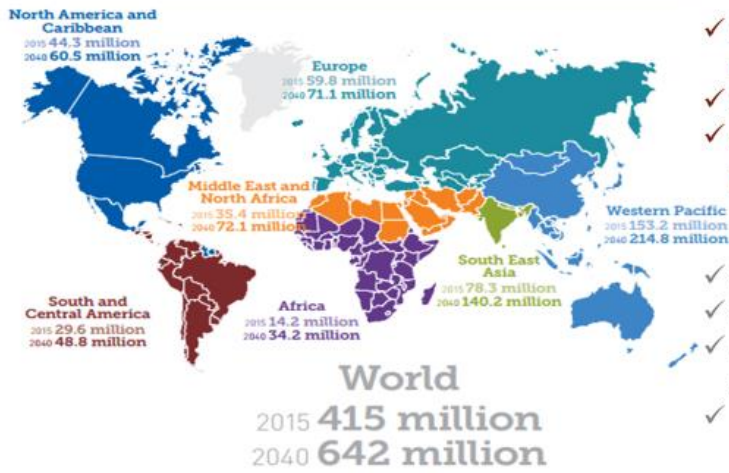 North America and
Caribbean
2015 44.3 million
2040 60.5 million
Europe
2015 59.8 million
2040 71.1 million
Middle East and
North Africa
2015 35.4 million
2040 72.1 million
Western Pacific
2015 153.2 million
2040 214.8 million
South East
Asia
2015 78.3 million
2040 140.2 million
South and
Central America
2015 29.6 million
2040 48.8 million
Africa
2015 14.2 million
2040 34.2 million
World
2015 415 million
2040 642 million